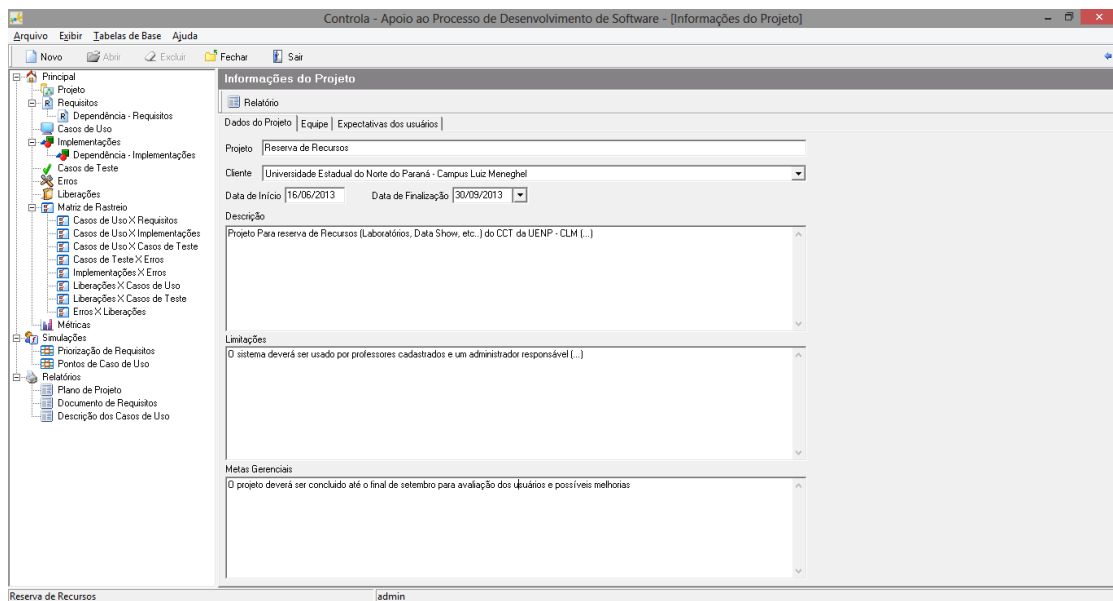 Controla - Apoio ao Processo de Desenvolvimento de Software - [Informações do Projeto]
Arquivo Exibir Tabelas de Base Ajuda
Novo Abrir Excluir Fechar Sair
Principal
Projeto
Requisitos
Dependência - Requisitos
Casos de Uso
Implementações
Dependência - Implementações
Casos de Teste
Erros
Liberações
Matriz de Rastreio
Casos de Uso X Requisitos
Casos de Uso X Implementações
Casos de Uso X Casos de Teste
Casos de Teste X Erros
Implementações X Erros
Liberações X Casos de Uso
Liberações X Casos de Teste
Erros X Liberações
Métricas
Simulações
Priorização de Requisitos
Pontos de Caso de Uso
Relatórios
Plano de Projeto
Documento de Requisitos
Descrição dos Casos de Uso
Informações do Projeto
Relatório
Dados do Projeto Equipe Expectativas dos usuários
Projeto Reserva de Recursos
Cliente Universidade Estadual do Norte do Paraná - Campus Luiz Meneghel
Data de Início 16/06/2013 Data de Finalização 30/09/2013
Descrição
Projeto Para reserva de Recursos (Laboratórios, Data Show, etc..) do CCT da UENP - CLM (...)
Limitações
O sistema deverá ser usado por professores cadastrados e um administrador responsável (...)
Metas Gerenciais
O projeto deverá ser concluido até o final de setembro para avaliação dos usuários e possíveis melhorias
Reserva de Recursos admin